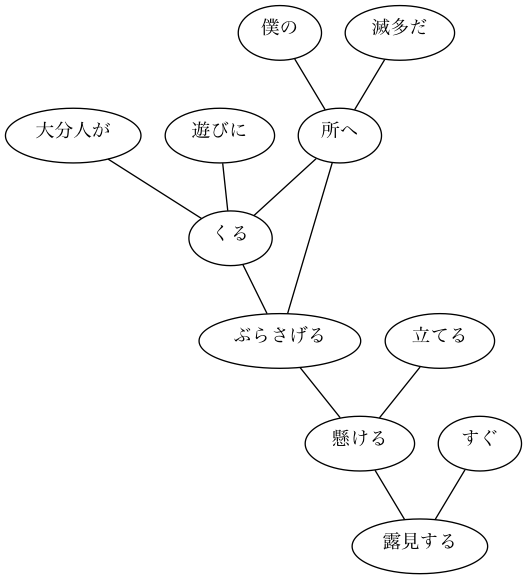 僕の
滅多だ
大分人が
遊びに
所へ
くる
ぶらさげる
立てる
懸ける
すぐ
露見する